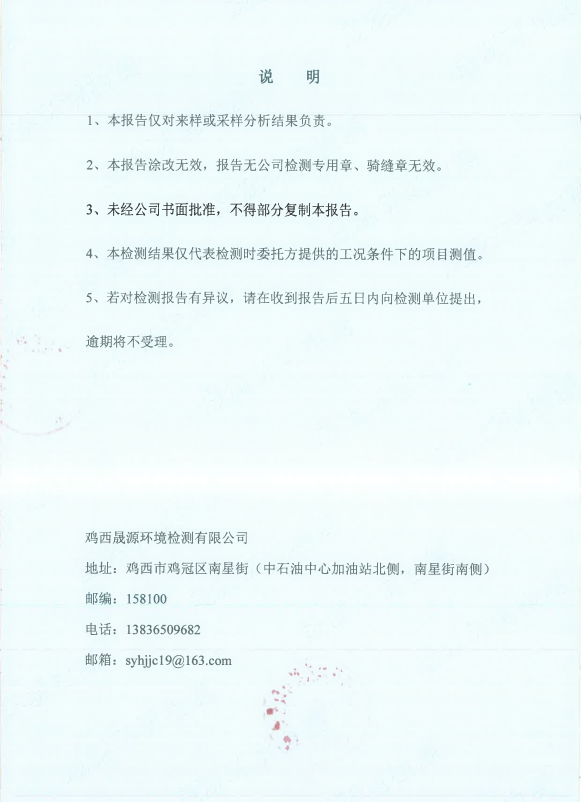 说 明
1、本报告仅对来样或采样分析结果负责。
2、本报告涂改无效，报告无公司检测专用章、骑缝章无效。
3、未经公司书面批准，不得部分复制本报告。
4、本检测结果仅代表检测时委托方提供的工况条件下的项目测值。
5、若对检测报告有异议，请在收到报告后五日内向检测单位提出，
逾期将不受理。
鸡西晟源环境检测有限公司
地址：鸡西市鸡冠区南星街（中石油中心加油站北侧，南星街南侧）
邮编：158100
电话：13836509682
邮箱：syhjjc19@163.com